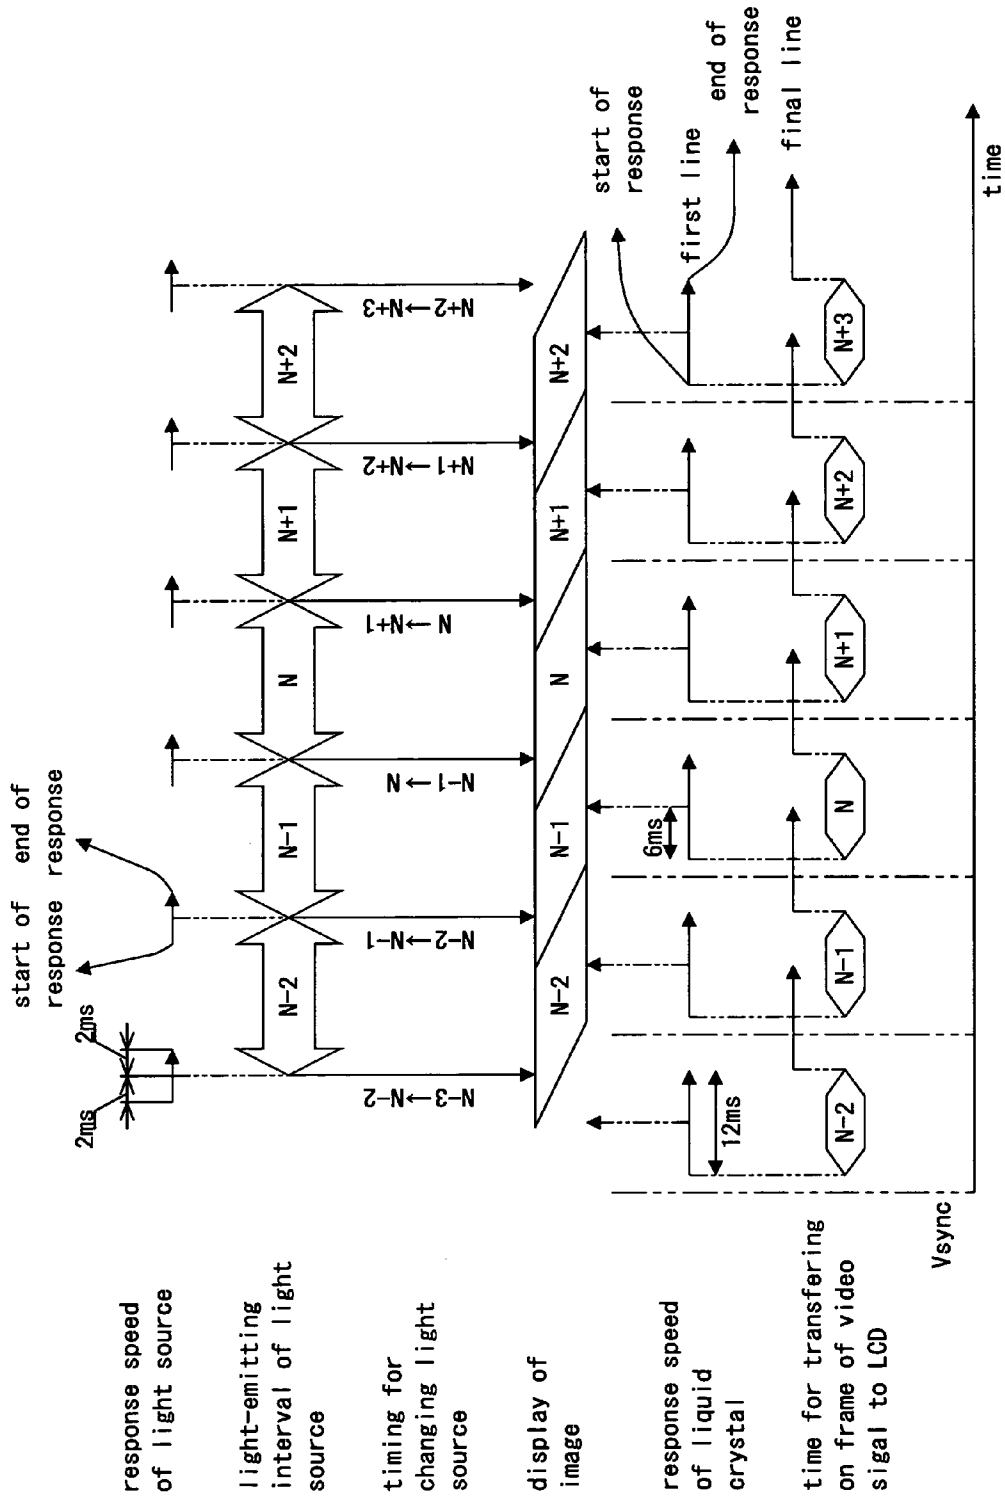 response speed
of light source
2ms
2ms
start of
response
end of
response
light-emitting
interval of light
source
N-2
N-1
N
N+1
N+2
timing for
changing light
source
N-3→N-2
N-2→N-1
N-1→N
N→N+1
N+1→N+2
N+2→N+3
display of
image
N-2
N-1
N
N+1
N+2
response speed
of liquid
crystal
12ms
6ms
start of
response
first line
end of
response
time for transfering
on frame of video
sigal to LCD
N-2
N-1
N
N+1
N+2
N+3
final line
Vsync
time